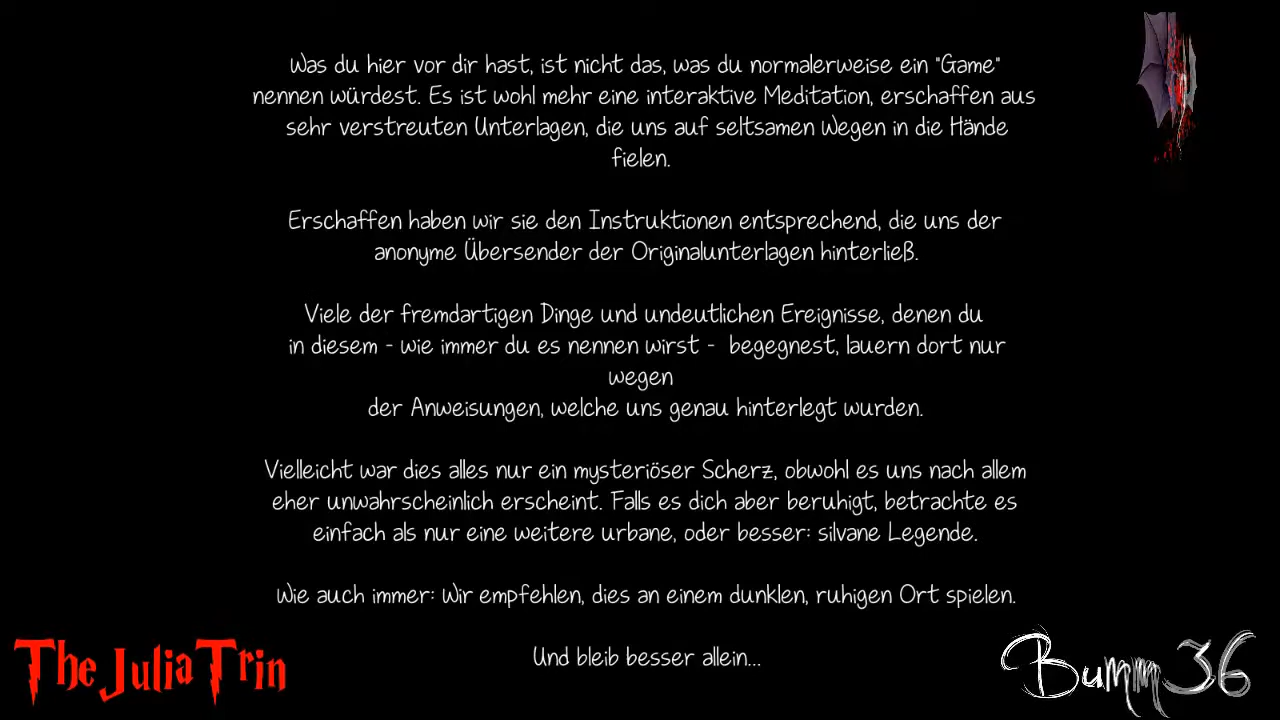 Was du hier vor dir hast, ist nicht das, was du normalerweise ein "Game"
nennen würdest. Es ist wohl mehr eine interaktive Meditation, erschaffen aus
sehr verstreuten Unterlagen, die uns auf seltsamen Wegen in die Hände
fielen.
Erschaffen haben wir sie den Instruktionen entsprechend, die uns der
anonyme Übersender der Originalunterlagen hinterließ.
Viele der fremdartigen Dinge und undeutlichen Ereignisse, denen du
in diesem - wie immer du es nennen wirst - begegnest, lauern dort nur
wegen
der Anweisungen, welche uns genau hinterlegt wurden.
Vielleicht war dies alles nur ein mysteriöser Scherz, obwohl es uns nach allem
eher unwahrscheinlich erscheint. Falls es dich aber beruhigt, betrachte es
einfach als nur eine weitere urbane, oder besser: silvane Legende.
Wie auch immer: Wir empfehlen, dies an einem dunklen, ruhigen Ort spielen.
Und bleib besser allein...
The Julia Trin
Bumm36